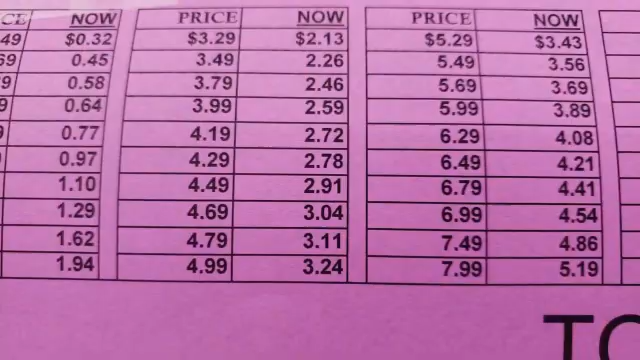 CE NOW PRICE NOW PRICE NOW
49 $0.32 $3.29 $2.13 $5.29 $3.43
69 0.45 3.49 2.26 5.49 3.56
9 0.58 3.79 2.46 5.69 3.69
9 0.64 3.99 2.59 5.99 3.89
0.77 4.19 2.72 6.29 4.08
0.97 4.29 2.78 6.49 4.21
1.10 4.49 2.91 6.79 4.41
1.29 4.69 3.04 6.99 4.54
1.62 4.79 3.11 7.49 4.86
1.94 4.99 3.24 7.99 5.19